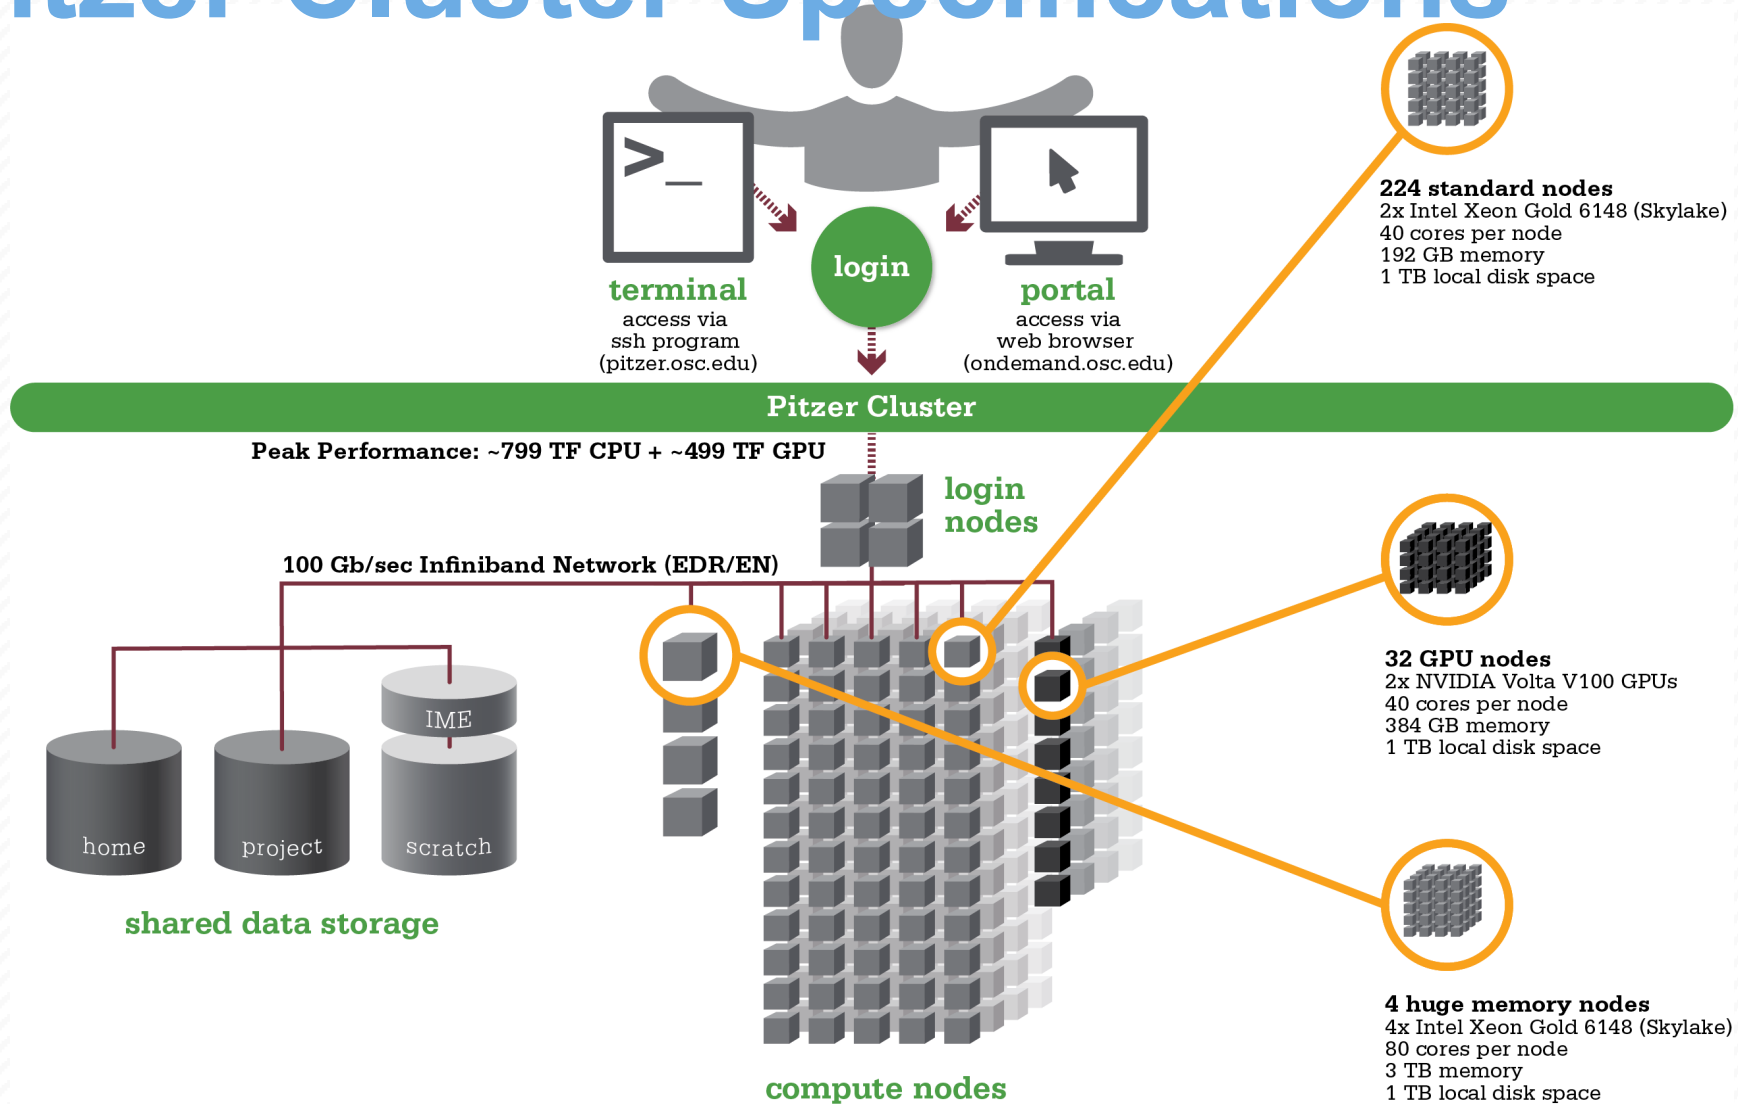 Pitzer Cluster Specifications
>_
login
terminal
access via
ssh program
(pitzer.osc.edu)
portal
access via
web browser
(ondemand.osc.edu)
224 standard nodes
2x Intel Xeon Gold 6148 (Skylake)
40 cores per node
192 GB memory
1 TB local disk space
Pitzer Cluster
Peak Performance: ~799 TF CPU + ~499 TF GPU
login
nodes
100 Gb/sec Infiniband Network (EDR/EN)
32 GPU nodes
2x NVIDIA Volta V100 GPUs
40 cores per node
384 GB memory
1 TB local disk space
IME
home
project
scratch
shared data storage
4 huge memory nodes
4x Intel Xeon Gold 6148 (Skylake)
80 cores per node
3 TB memory
1 TB local disk space
compute nodes